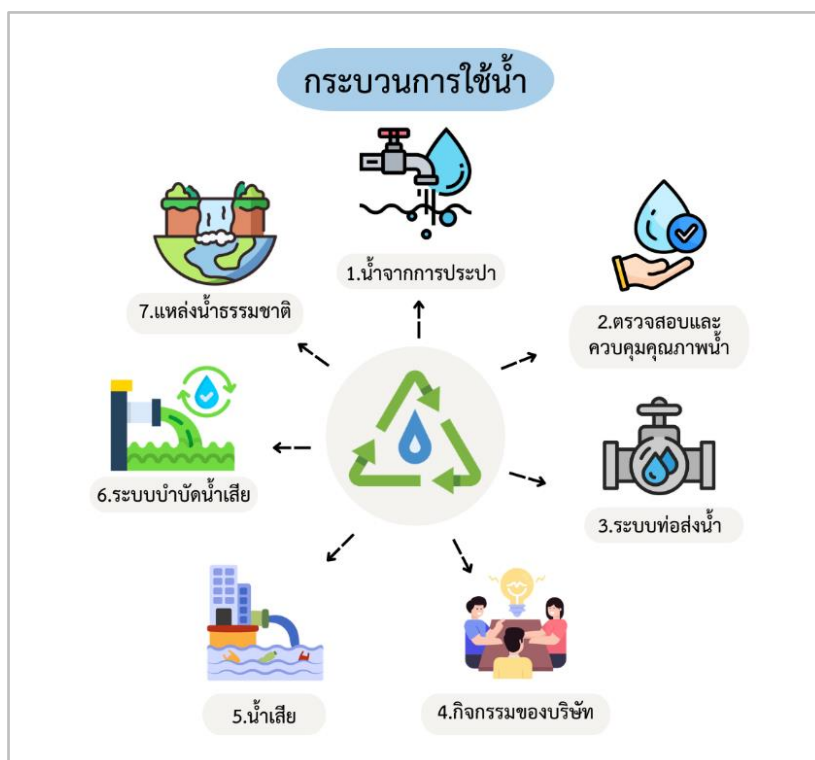 กระบวนการใช้น้ำ
1.น้ำจากการประปา
2.ตรวจสอบและ
ควบคุมคุณภาพน้ำ
3.ระบบท่อส่งน้ำ
4.กิจกรรมของบริษัท
5.น้ำเสีย
6.ระบบบำบัดน้ำเสีย
7.แหล่งน้ำธรรมชาติ